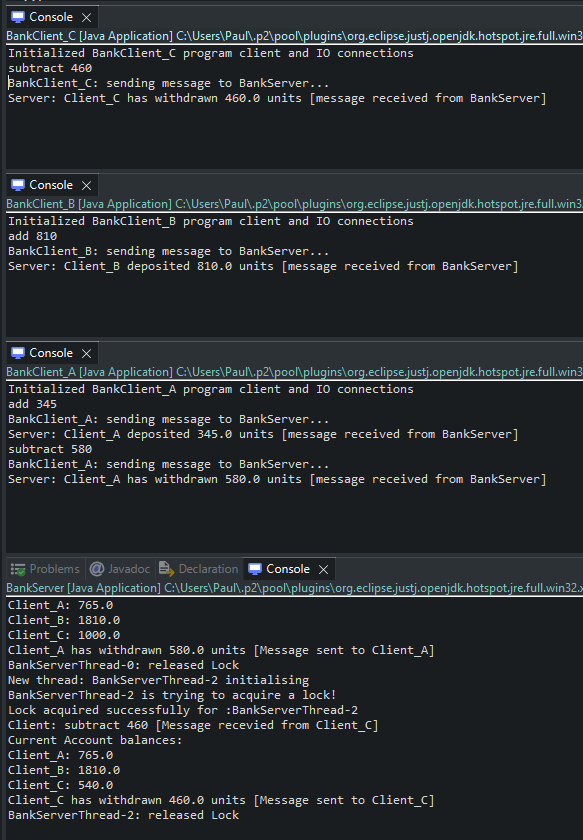 Console
BankClient_C [Java Application] C:\Users\Paul\.p2\pool\plugins\org.eclipse.justj.openjdk.hotspot.jre.full.win32
Initialized BankClient_C program client and IO connections
subtract 460
BankClient_C: sending message to BankServer...
Server: Client_C has withdrawn 460.0 units [message received from BankServer]
Console
BankClient_B [Java Application] C:\Users\Paul\.p2\pool\plugins\org.eclipse.justj.openjdk.hotspot.jre.full.win3
Initialized BankClient_B program client and IO connections
add 810
BankClient_B: sending message to BankServer...
Server: Client_B deposited 810.0 units [message received from BankServer]
Console
BankClient_A [Java Application] C:\Users\Paul\.p2\pool\plugins\org.eclipse.justj.openjdk.hotspot.jre.full.win3
Initialized BankClient_A program client and IO connections
add 345
BankClient_A: sending message to BankServer...
Server: Client_A deposited 345.0 units [message received from BankServer]
subtract 580
BankClient_A: sending message to BankServer...
Server: Client_A has withdrawn 580.0 units [message received from BankServer]
Problems @ Javadoc Declaration Console
BankServer [Java Application] C:\Users\Paul\.p2\pool\plugins\org.eclipse.justj.openjdk.hotspot.jre.full.win32.x
Client_A: 765.0
Client_B: 1810.0
Client_C: 1000.0
Client_A has withdrawn 580.0 units [Message sent to Client_A]
BankServerThread-0: released Lock
New thread: BankServerThread-2 initialising
BankServerThread-2 is trying to acquire a lock!
Lock acquired successfully for :BankServerThread-2
Client: subtract 460 [Message recevied from Client_C]
Current Account balances:
Client_A: 765.0
Client_B: 1810.0
Client_C: 540.0
Client_C has withdrawn 460.0 units [Message sent to Client_C]
BankServerThread-2: released Lock